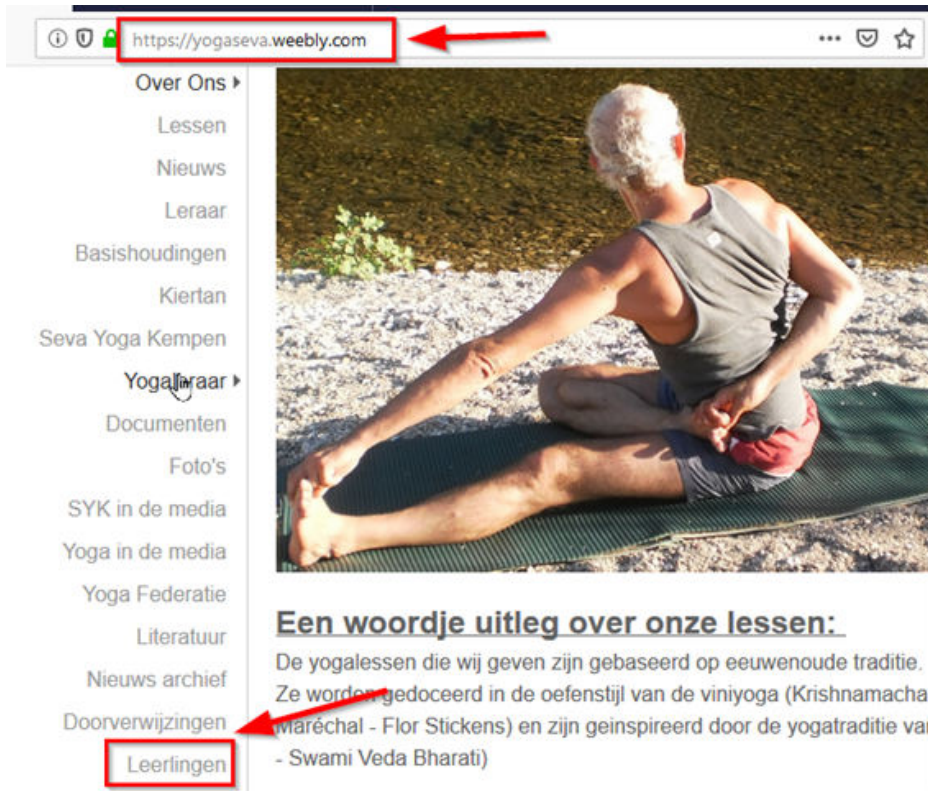 https://yogaseva.weebly.com
Over Ons
Lessen
Nieuws
Leraar
Basishoudingen
Kiertan
Seva Yoga Kempen
Yogaleraar
Documenten
Foto's
SYK in de media
Yoga in de media
Yoga Federatie
Literatuur
Nieuws archief
Doorverwijzingen
Leerlingen
Een woordje uitleg over onze lessen:
De yogalessen die wij geven zijn gebaseerd op eeuwenoude traditie.
Ze worden gedoceerd in de oefenstijl van de viniyoga (Krishnamacha
Maréchal - Flor Stickens) en zijn geinspireerd door de yogatraditie va
- Swami Veda Bharati)